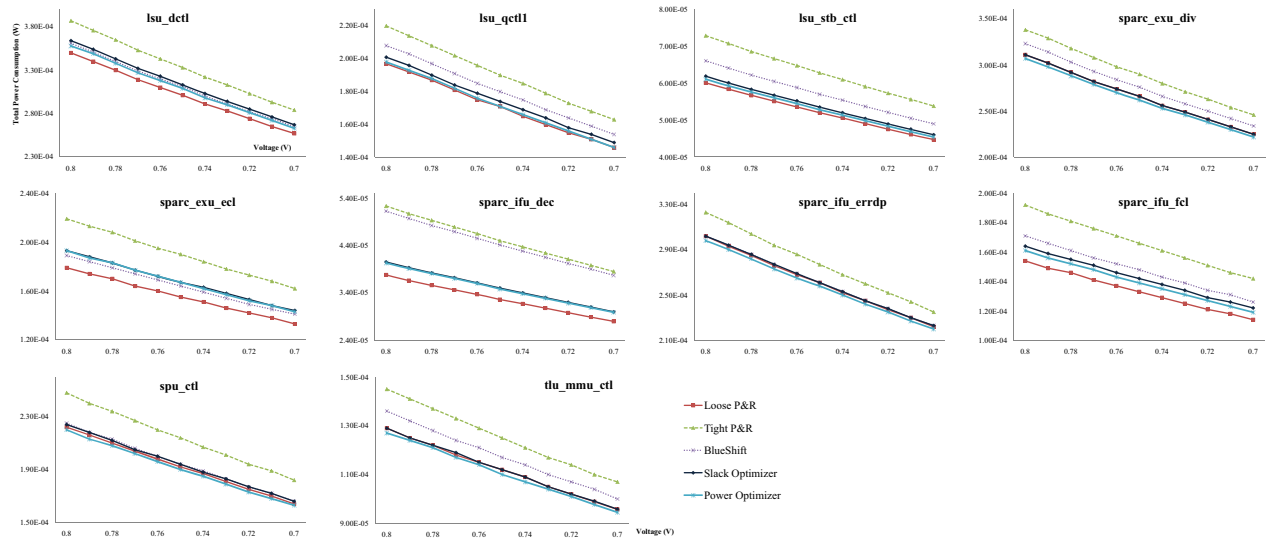 lsu_dctl
lsu_qctl1
lsu_stb_ctl
sparc_exu_div
Total Power Consumption (W)
3.80E-04
3.30E-04
2.80E-04
2.30E-04
Voltage (V)
0.8 0.78 0.76 0.74 0.72 0.7
2.20E-04
2.00E-04
1.80E-04
1.60E-04
1.40E-04
0.8 0.78 0.76 0.74 0.72 0.7
8.00E-05
7.00E-05
6.00E-05
5.00E-05
4.00E-05
0.8 0.78 0.76 0.74 0.72 0.7
3.50E-04
3.00E-04
2.50E-04
2.00E-04
0.8 0.78 0.76 0.74 0.72 0.7
sparc_exu_ecl
sparc_ifu_dec
sparc_ifu_errdp
sparc_ifu_fcl
2.40E-04
2.00E-04
1.60E-04
1.20E-04
0.8 0.78 0.76 0.74 0.72 0.7
5.40E-05
4.40E-05
3.40E-05
2.40E-05
0.8 0.78 0.76 0.74 0.72 0.7
3.30E-04
2.90E-04
2.50E-04
2.10E-04
0.8 0.78 0.76 0.74 0.72 0.7
2.00E-04
1.80E-04
1.60E-04
1.40E-04
1.20E-04
1.00E-04
0.8 0.78 0.76 0.74 0.72 0.7
spu_ctl
tlu_mmu_ctl
2.30E-04
1.90E-04
1.50E-04
0.8 0.78 0.76 0.74 0.72 0.7
1.50E-04
1.30E-04
1.10E-04
9.00E-05
0.8 0.78 0.76 0.74 0.72 0.7
Voltage (V)
Loose P&R
Tight P&R
BlueShift
Slack Optimizer
Power Optimizer